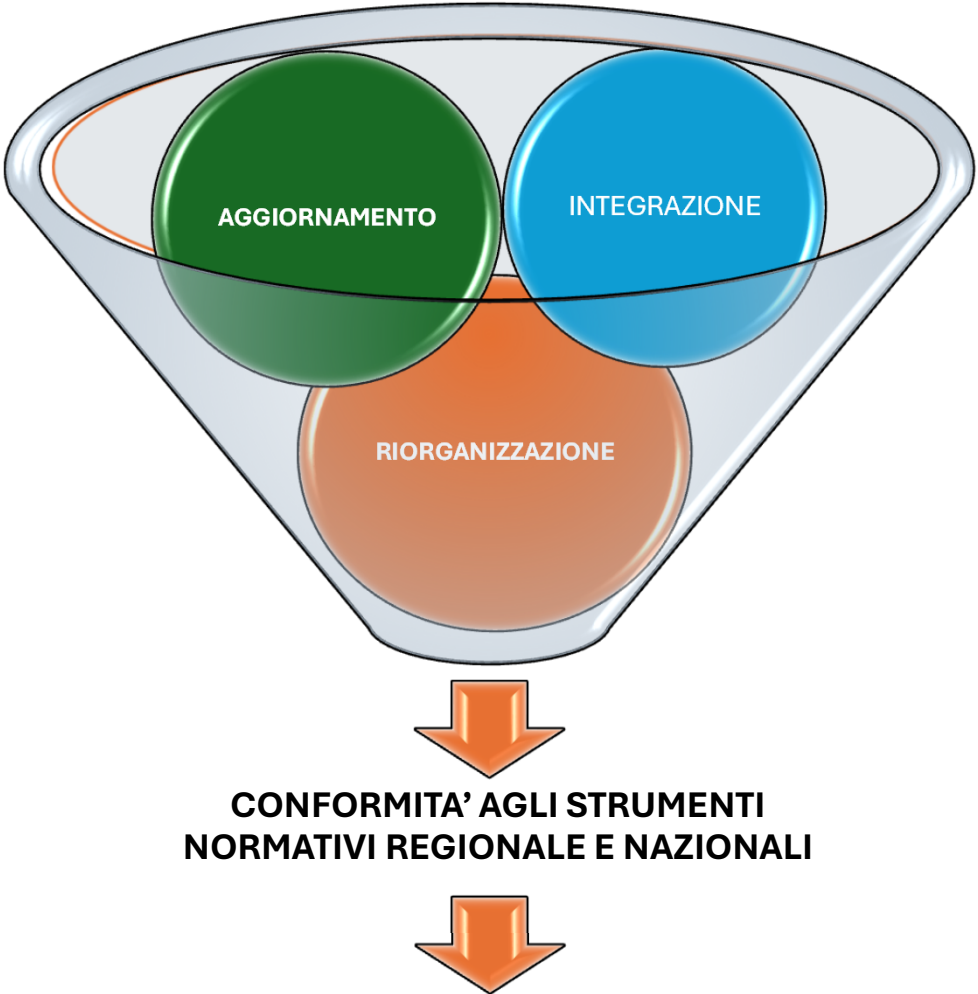 AGGIORNAMENTO
INTEGRAZIONE
RIORGANIZZAZIONE
CONFORMITA’ AGLI STRUMENTI
NORMATIVI REGIONALE E NAZIONALI